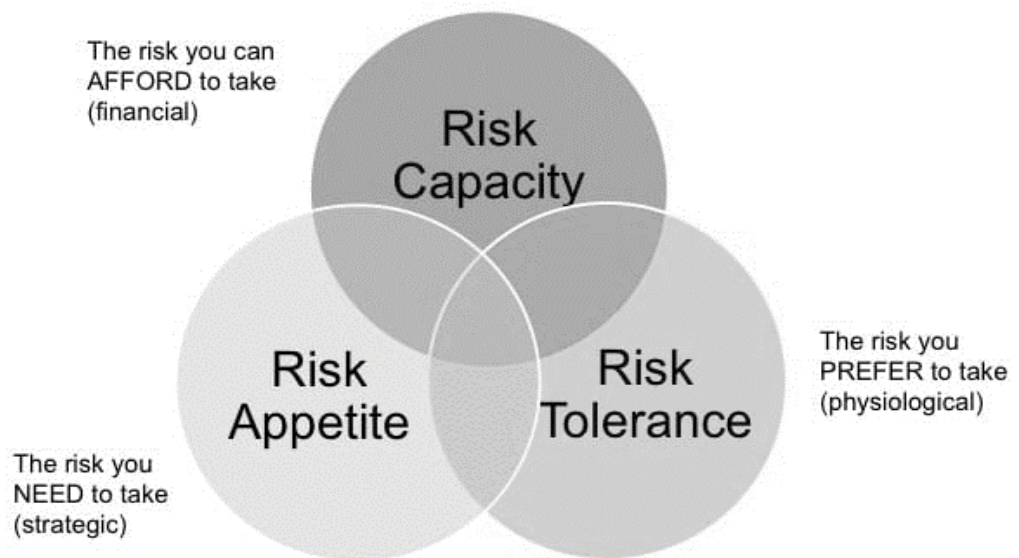 The risk you can
AFFORD to take
(financial)
Risk
Capacity
Risk
Appetite
Risk
Tolerance
The risk you
PREFER to take
(physiological)
The risk you
NEED to take
(strategic)